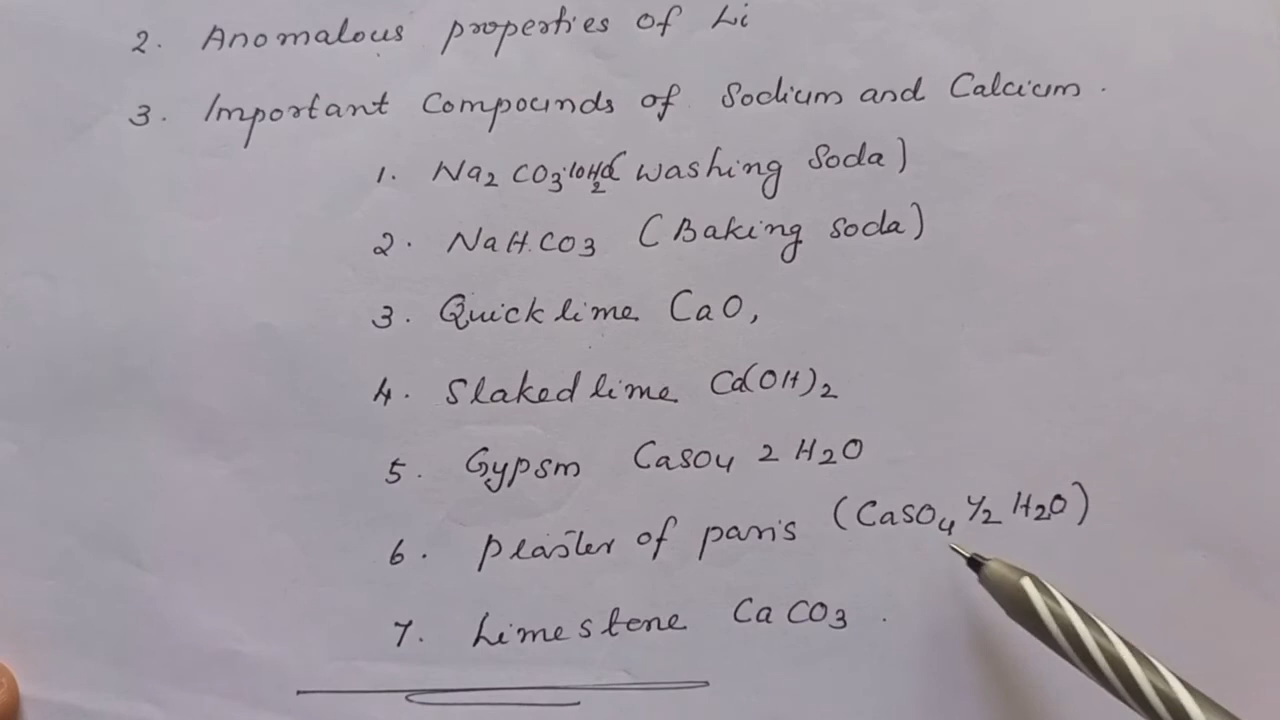 2. Anomalous properties of Li
3. Important Compounds of Sodium and Calcium.
1. Na2 CO3·10H2O (washing Soda)
2. NaH.CO3 (Baking soda)
3. Quick lime CaO,
4. Slaked lime Ca(OH)2
5. Gypsm CaSO4 2 H2O
6. plaster of paris (CaSO4 1/2 H2O)
7. Limestone CaCO3.